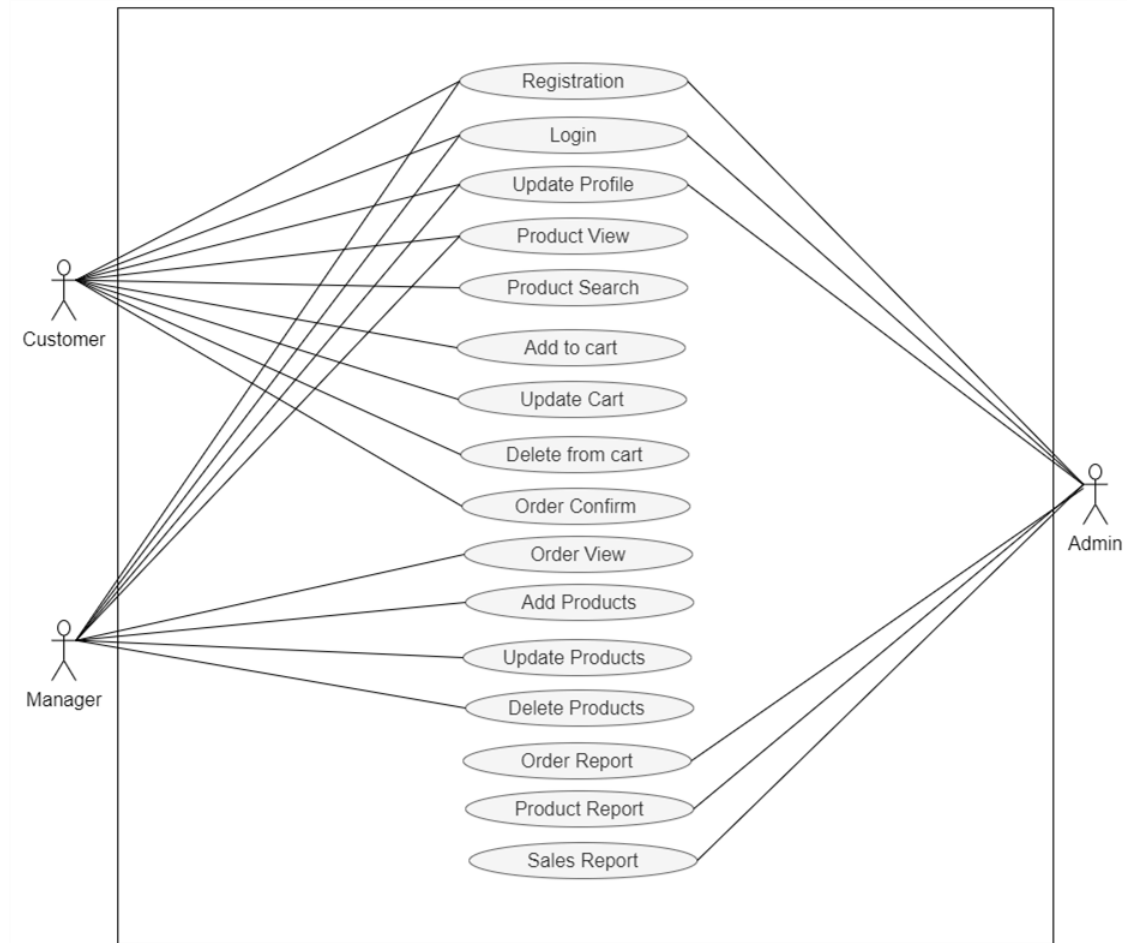 Registration
Login
Update Profile
Product View
Product Search
Customer
Add to cart
Update Cart
Delete from cart
Order Confirm
Admin
Order View
Add Products
Update Products
Manager
Delete Products
Order Report
Product Report
Sales Report